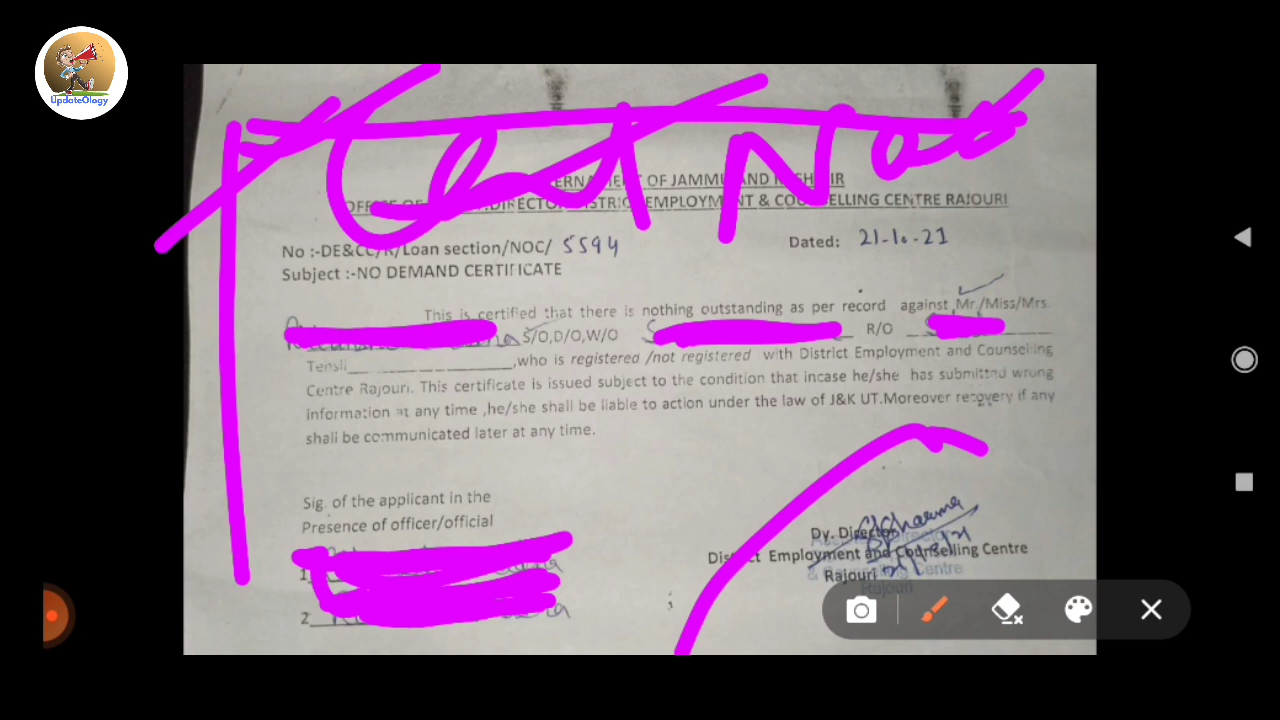 UpdateOlogy
OF JAMMU AND
EMPLOYMENT & COUNSELLING CENTRE RAJOURI
No :-DE&CC/R/Loan section/NOC/ 5594
Dated: 21-10-21
Subject :-NO DEMAND CERTIFICATE
This is certified that there is nothing outstanding as per record against Mr./Miss/Mrs.
S/O,D/O,W/O R/O
,who is registered /not registered with District Employment and Counselling
Centre Rajouri. This certificate is issued subject to the condition that incase he/she has submitted wrong
information at any time ,he/she shall be liable to action under the law of J&K UT.Moreover recovery if any
shall be communicated later at any time.
Sig. of the applicant in the
Presence of officer/official
Dy. Director
District Employment and Counselling Centre
Rajouri
& Counselling Centre
Rajouri
1
2